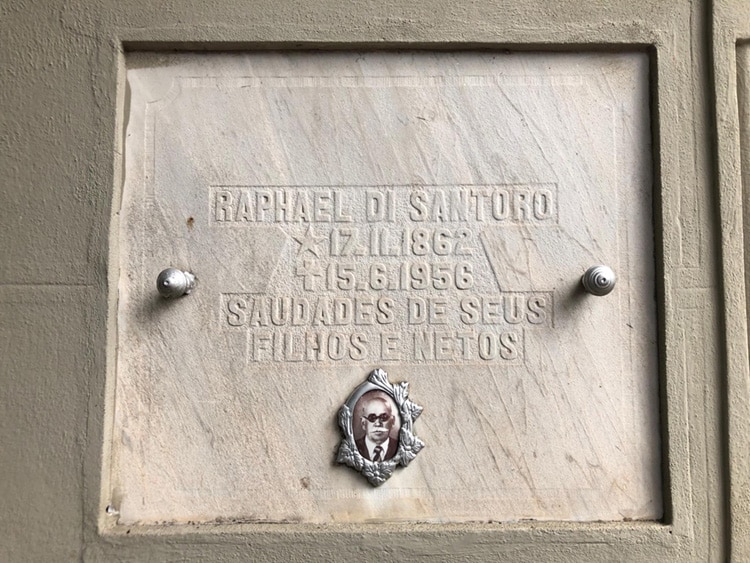 RAPHAEL DI SANTORO
☆17.11.1862
✝15.6.1956
SAUDADES DE SEUS
FILHOS E NETOS